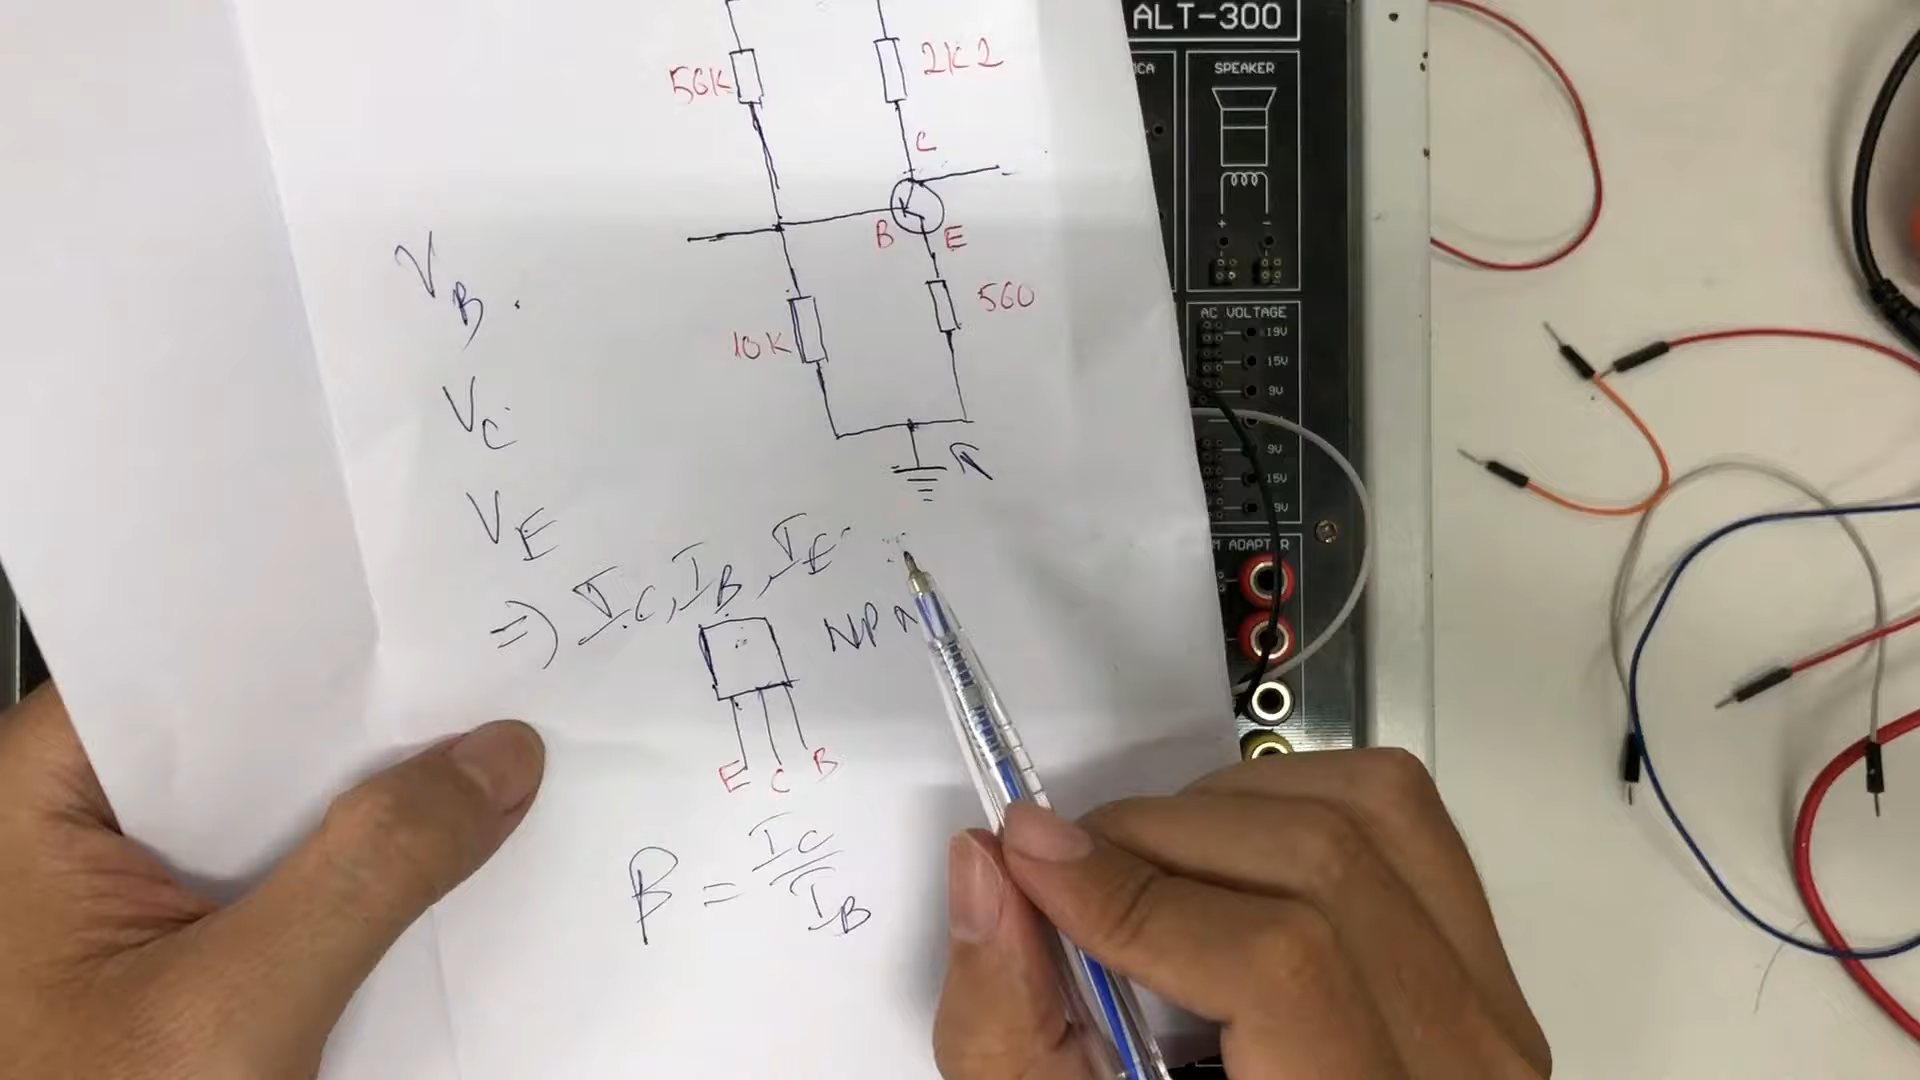 ALT-300
SPEAKER
+ -
AC VOLTAGE
19V
15V
9V
9V
15V
9V
M ADAPTER
56K
2K2
C
B
E
560
10K
VB.
VC
VE
=> IC, IB, IE
NPN
E C B
β = IC
IB